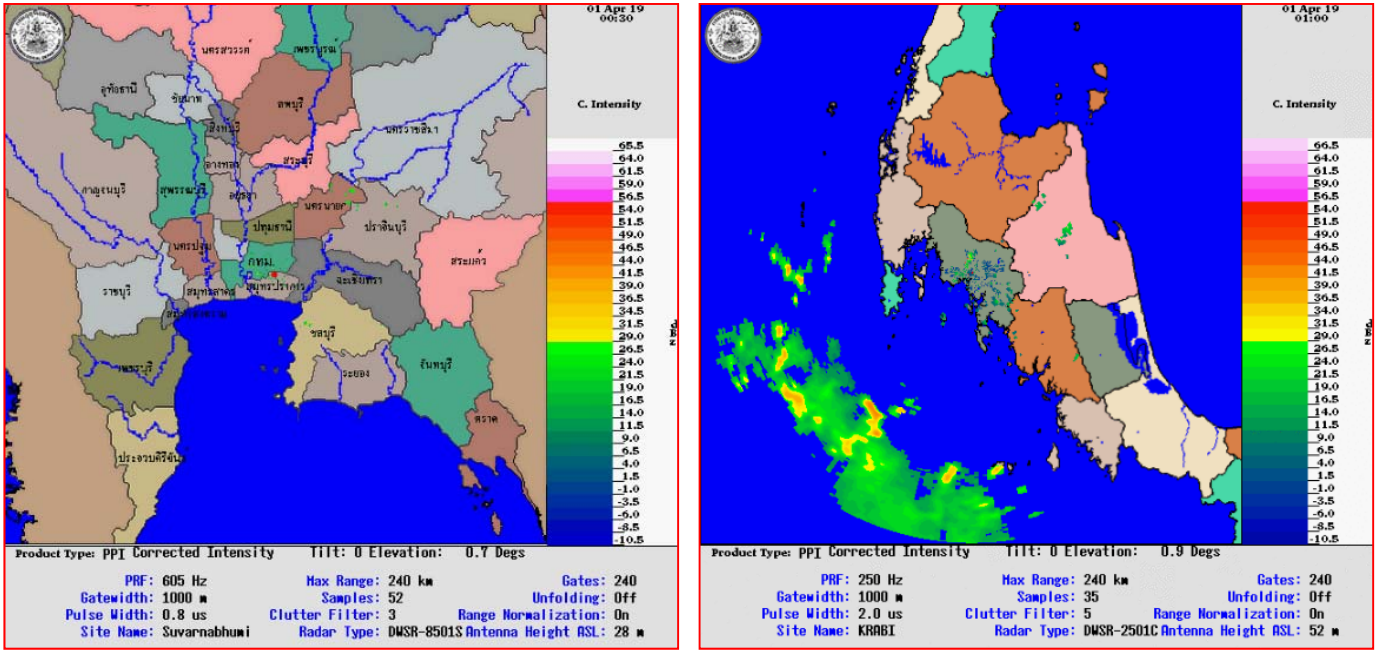 01 Apr 19
00:30
C. Intensity
นครสวรรค์
เพชรบูรณ์
อุทัยธานี
ชัยนาท
ลพบุรี
สิงห์บุรี
นครราชสีมา
อ่างทอง
สระบุรี
กาญจนบุรี
สุพรรณบุรี
อยุธยา
นครนายก
ปทุมธานี
ปราจีนบุรี
นครปฐม
กทม.
สระแก้ว
ราชบุรี
สมุทรสาคร
สมุทรปราการ
ฉะเชิงเทรา
ชลบุรี
เพชรบุรี
ระยอง
จันทบุรี
ตราด
ประจวบคีรีขันธ์
65.5
64.0
61.5
59.0
56.5
54.0
51.5
49.0
46.5
44.0
41.5
39.0
36.5
34.0
31.5
29.0
26.5
24.0
21.5
19.0
16.5
14.0
11.5
9.0
6.5
4.0
1.5
-1.0
-3.5
-6.0
-8.5
-10.5
Product Type: PPI Corrected Intensity Tilt: 0 Elevation: 0.7 Degs
PRF: 605 Hz Max Range: 240 km Gates: 240
Gatewidth: 1000 m Samples: 52 Unfolding: Off
Pulse Width: 0.8 us Clutter Filter: 3 Range Normalization: On
Site Name: Suvarnabhumi Radar Type: DWSR-8501S Antenna Height ASL: 28 m
01 Apr 19
01:00
C. Intensity
66.5
64.0
61.5
59.0
56.5
54.0
51.5
49.0
46.5
44.0
41.5
39.0
36.5
34.0
31.5
29.0
26.5
24.0
21.5
19.0
16.5
14.0
11.5
9.0
6.5
4.0
1.5
-1.0
-3.5
-6.0
-8.5
-10.5
Product Type: PPI Corrected Intensity Tilt: 0 Elevation: 0.9 Degs
PRF: 250 Hz Max Range: 240 km Gates: 240
Gatewidth: 1000 m Samples: 35 Unfolding: Off
Pulse Width: 2.0 us Clutter Filter: 5 Range Normalization: On
Site Name: KRABI Radar Type: DWSR-2501C Antenna Height ASL: 52 m